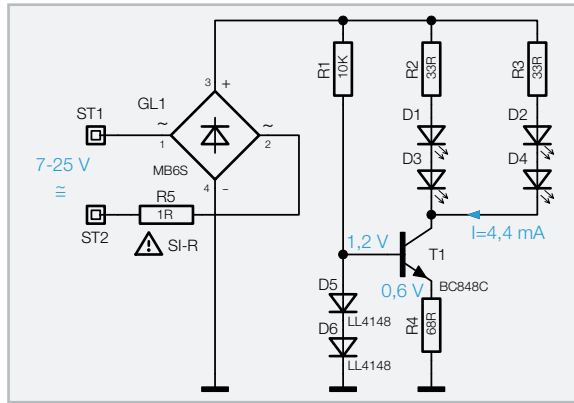 ST1
7-25 V
≅
ST2
GL1
~
1
3
+
~
2
MB6S
4
-
R5
1R
SI-R
R1
10K
R2
33R
R3
33R
D1
D2
D3
D4
I=4,4 mA
1,2 V
T1
0,6 V
BC848C
D5
LL4148
D6
LL4148
R4
68R